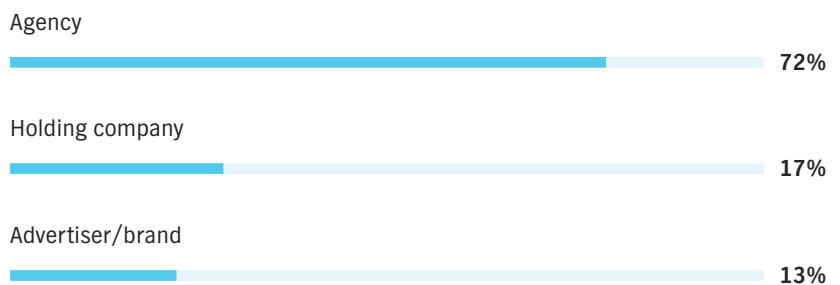 Agency
72%
Holding company
17%
Advertiser/brand
13%